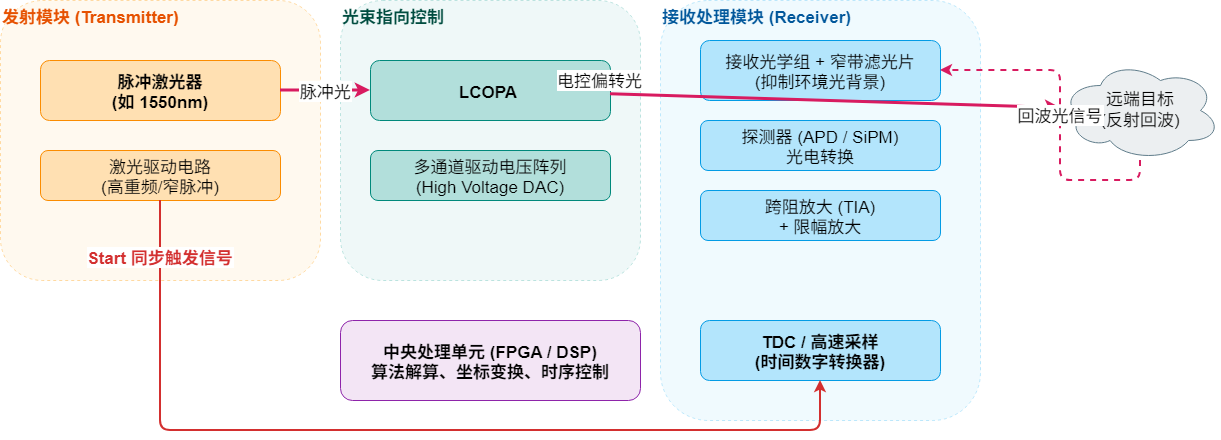 发射模块 (Transmitter)
脉冲激光器
(如 1550nm)
激光驱动电路
(高重频/窄脉冲)
脉冲光
光束指向控制
LCOPA
多通道驱动电压阵列
(High Voltage DAC)
电控偏转光
接收处理模块 (Receiver)
接收光学组 + 窄带滤光片
(抑制环境光背景)
探测器 (APD / SiPM)
光电转换
跨阻放大 (TIA)
+ 限幅放大
TDC / 高速采样
(时间数字转换器)
远端目标
(反射回波)
回波光信号
Start 同步触发信号
中央处理单元 (FPGA / DSP)
算法解算、坐标变换、时序控制